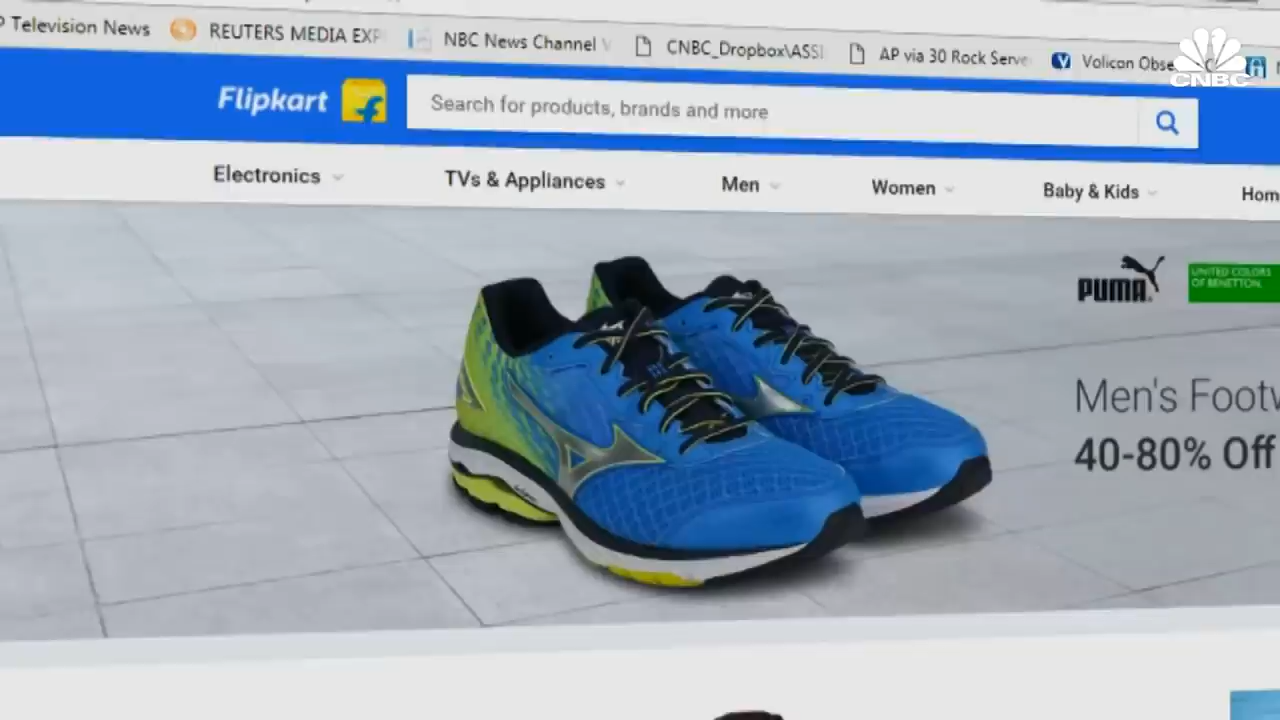 Television News
REUTERS MEDIA EXP
NBC News Channel V
CNBC_Dropbox\ASSI
AP via 30 Rock Serve
Volicon Obse
CNBC
Flipkart
Search for products, brands and more
Electronics
TVs & Appliances
Men
Women
Baby & Kids
Hom
PUMA
UNITED COLORS
OF BENETTON.
Men's Footw
40-80% Off